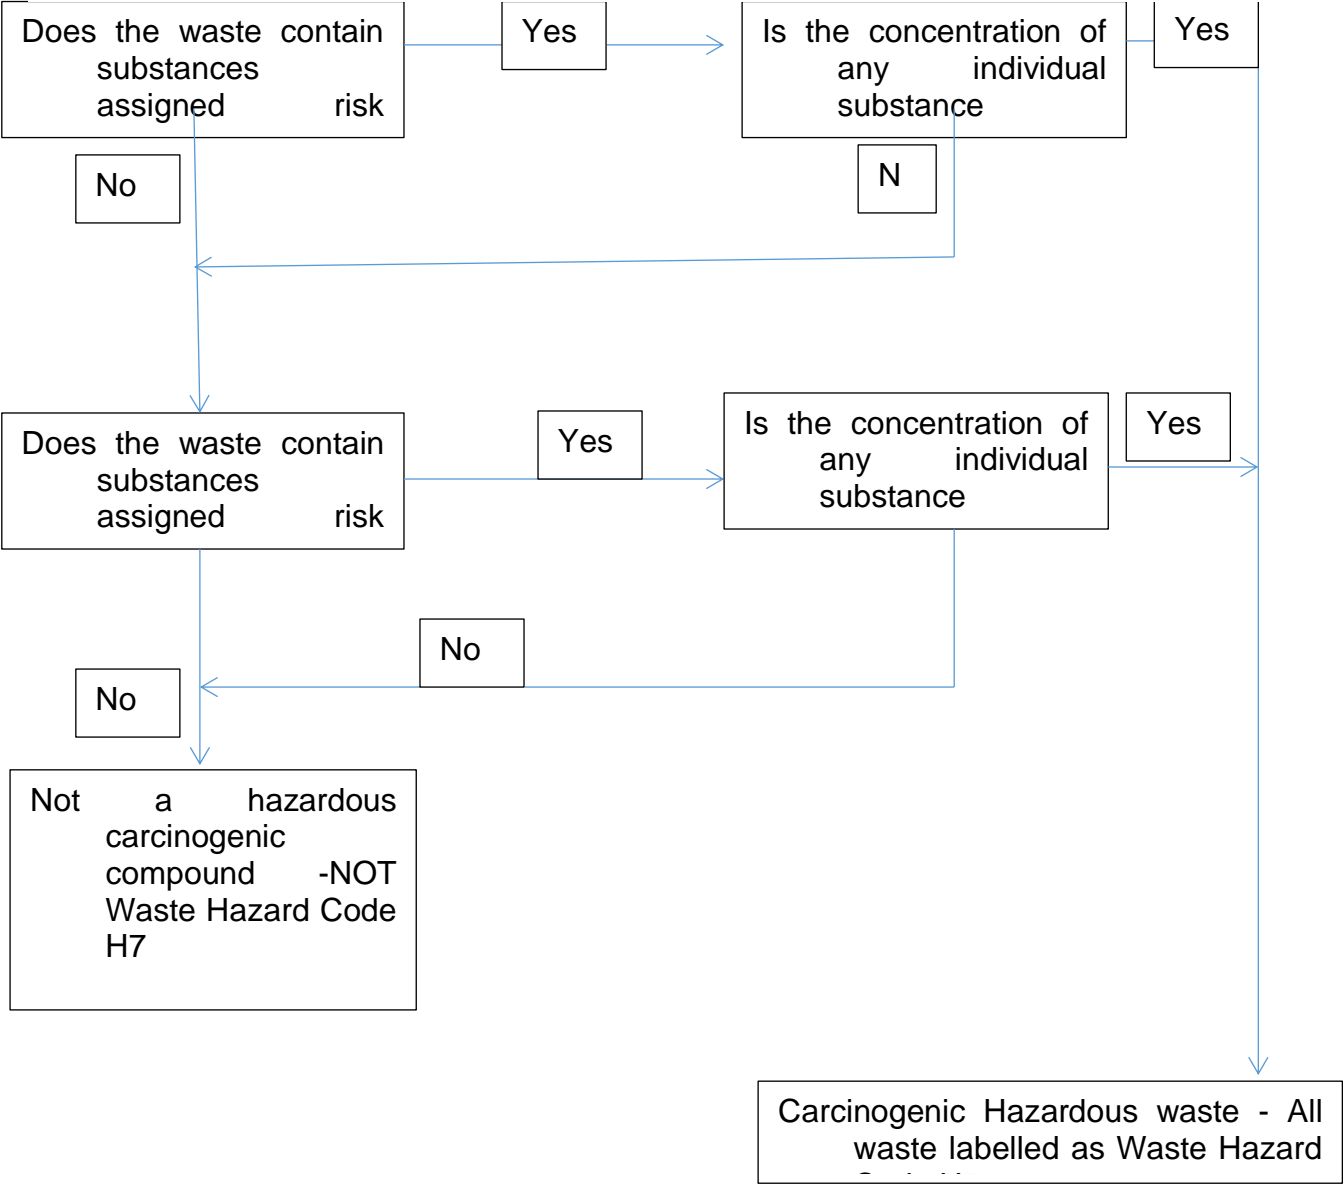 Does the waste contain
substances
assigned risk
Yes
Is the concentration of
any individual
substance
Yes
No
N
Does the waste contain
substances
assigned risk
Yes
Is the concentration of
any individual
substance
Yes
No
No
Not a hazardous
carcinogenic
compound -NOT
Waste Hazard Code
H7
Carcinogenic Hazardous waste - All
waste labelled as Waste Hazard